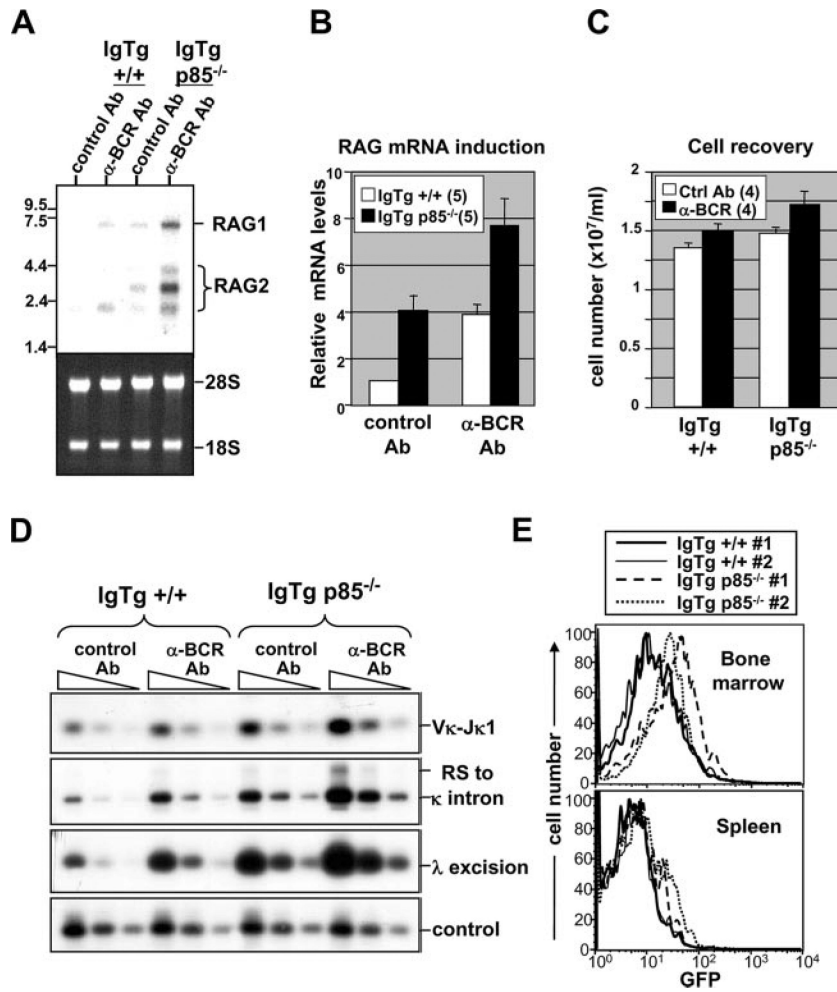 A
IgTg +/+
IgTg p85-/-
control Ab
α-BCR Ab
control Ab
α-BCR Ab
9.5
7.5
4.4
2.4
1.4
RAG1
RAG2
28S
18S
B
RAG mRNA induction
Relative mRNA levels
10
8
6
4
2
0
IgTg +/+ (5)
IgTg p85-/-(5)
control Ab
α-BCR Ab
C
Cell recovery
cell number (x10⁷/ml)
2
1.5
1
0.5
0
Ctrl Ab (4)
α-BCR (4)
IgTg +/+
IgTg p85-/-
D
IgTg +/+
IgTg p85-/-
control Ab
α-BCR Ab
control Ab
α-BCR Ab
Vκ-Jκ1
RS to κ intron
λ excision
control
E
IgTg +/+ #1
IgTg +/+ #2
IgTg p85-/- #1
IgTg p85-/- #2
cell number
100
80
60
40
20
0
Bone marrow
100
80
60
40
20
0
Spleen
10⁰ 10¹ 10² 10³ 10⁴
GFP